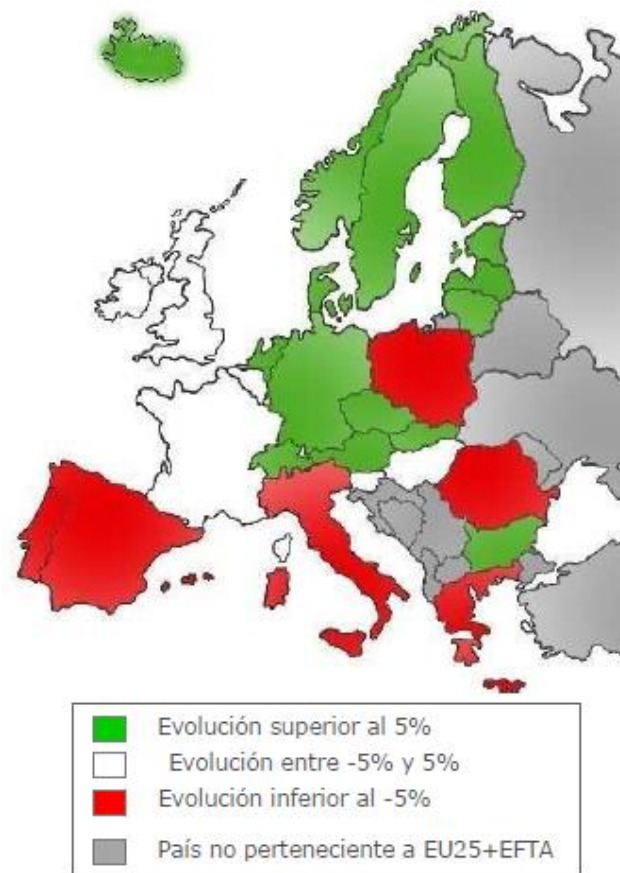 Evolución superior al 5%
Evolución entre -5% y 5%
Evolución inferior al -5%
País no perteneciente a EU25+EFTA